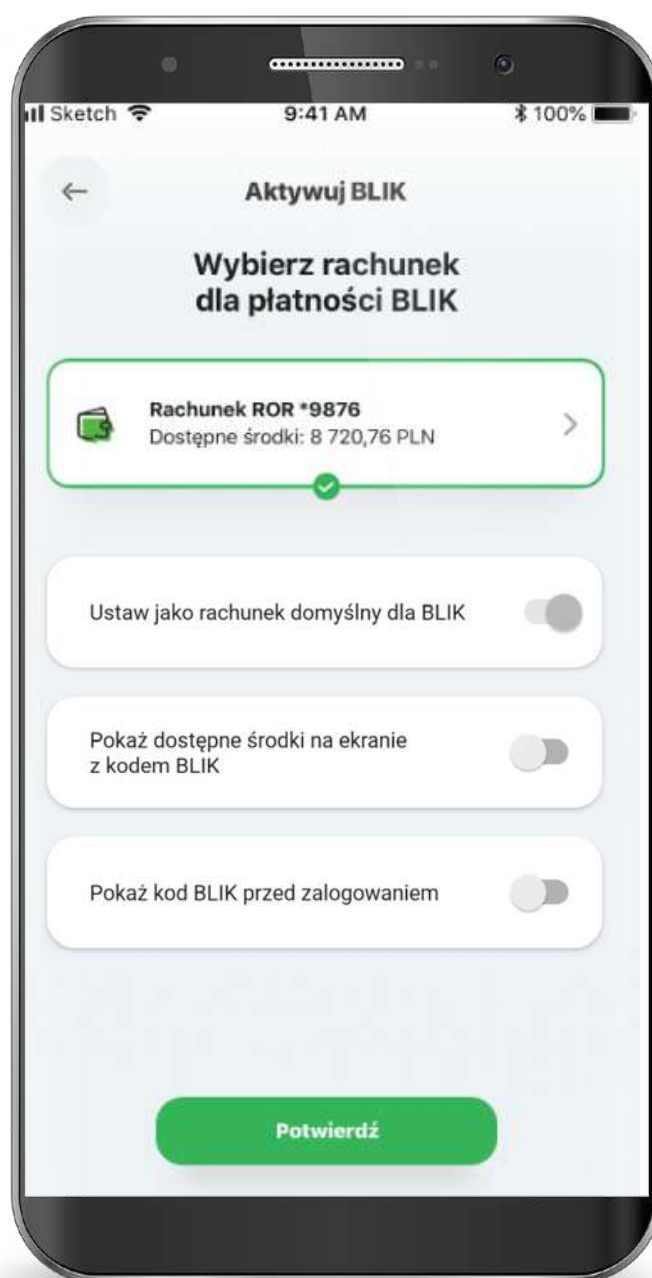 Sketch 9:41 AM 100%
Aktywuj BLIK
Wybierz rachunek
dla płatności BLIK
Rachunek ROR *9876
Dostępne środki: 8 720,76 PLN
Ustaw jako rachunek domyślny dla BLIK
Pokaż dostępne środki na ekranie
z kodem BLIK
Pokaż kod BLIK przed zalogowaniem
Potwierdź